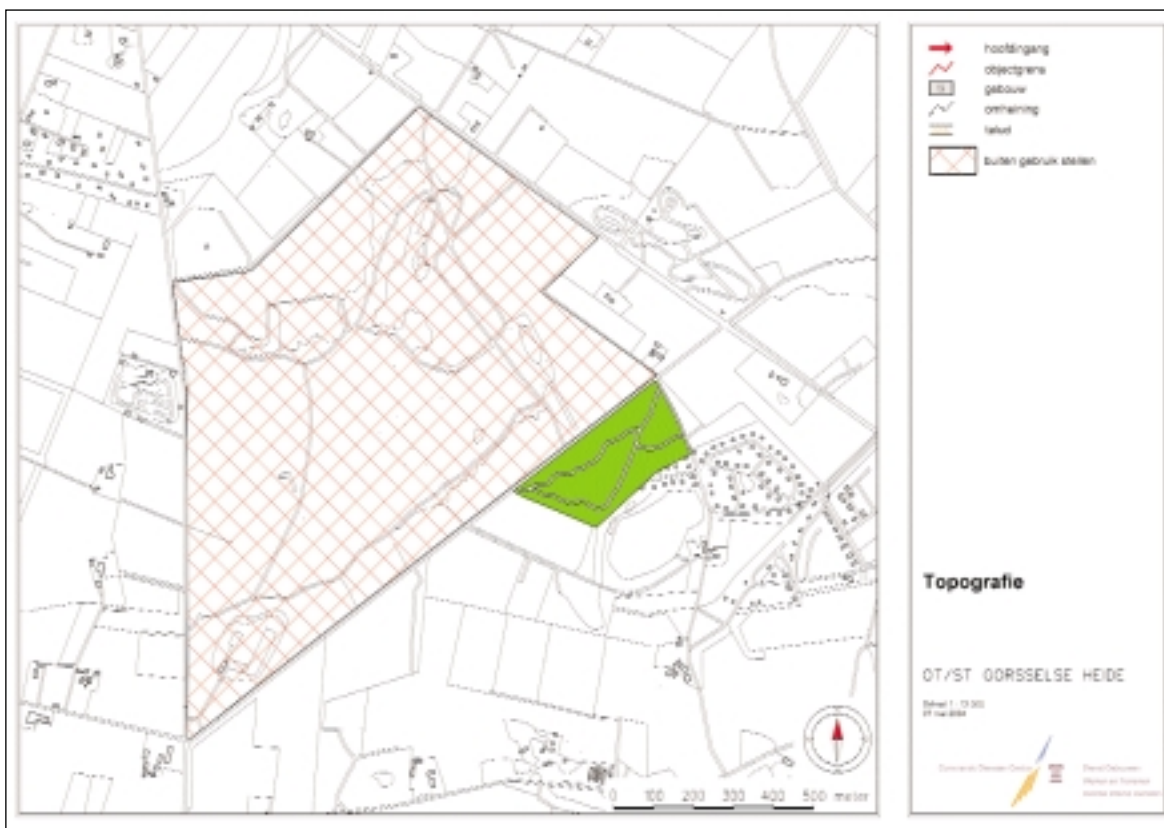 hoofdingang
objectgrens
gebouw
omheining
talud
buiten gebruik stellen
Topografie
OT/ST GORSSELSE HEIDE
0 100 200 300 400 500 meter